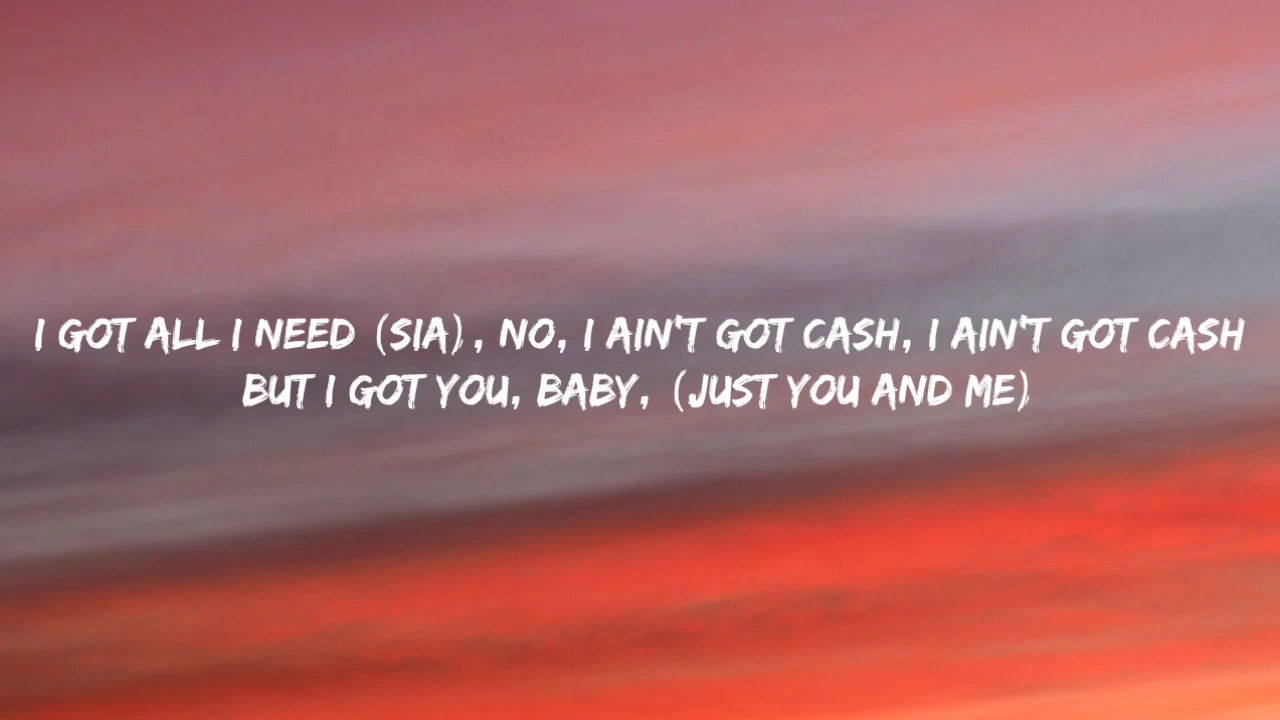 I GOT ALL I NEED (SIA), NO, I AIN'T GOT CASH, I AIN'T GOT CASH
BUT I GOT YOU, BABY, (JUST YOU AND ME)